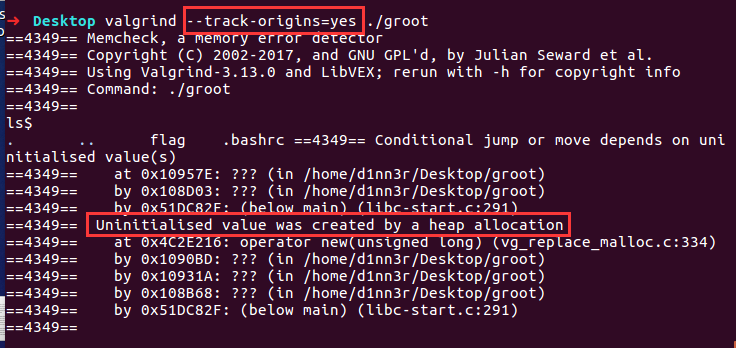 → Desktop valgrind --track-origins=yes ./groot
==4349== Memcheck, a memory error detector
==4349== Copyright (C) 2002-2017, and GNU GPL'd, by Julian Seward et al.
==4349== Using Valgrind-3.13.0 and LibVEX; rerun with -h for copyright info
==4349== Command: ./groot
==4349==
ls$
.       ..      flag    .bashrc ==4349== Conditional jump or move depends on uni
nitialised value(s)
==4349==    at 0x10957E: ??? (in /home/d1nn3r/Desktop/groot)
==4349==    by 0x108D03: ??? (in /home/d1nn3r/Desktop/groot)
==4349==    by 0x51DC82F: (below main) (libc-start.c:291)
==4349==  Uninitialised value was created by a heap allocation
==4349==    at 0x4C2E216: operator new(unsigned long) (vg_replace_malloc.c:334)
==4349==    by 0x1090BD: ??? (in /home/d1nn3r/Desktop/groot)
==4349==    by 0x10931A: ??? (in /home/d1nn3r/Desktop/groot)
==4349==    by 0x108B68: ??? (in /home/d1nn3r/Desktop/groot)
==4349==    by 0x51DC82F: (below main) (libc-start.c:291)
==4349==